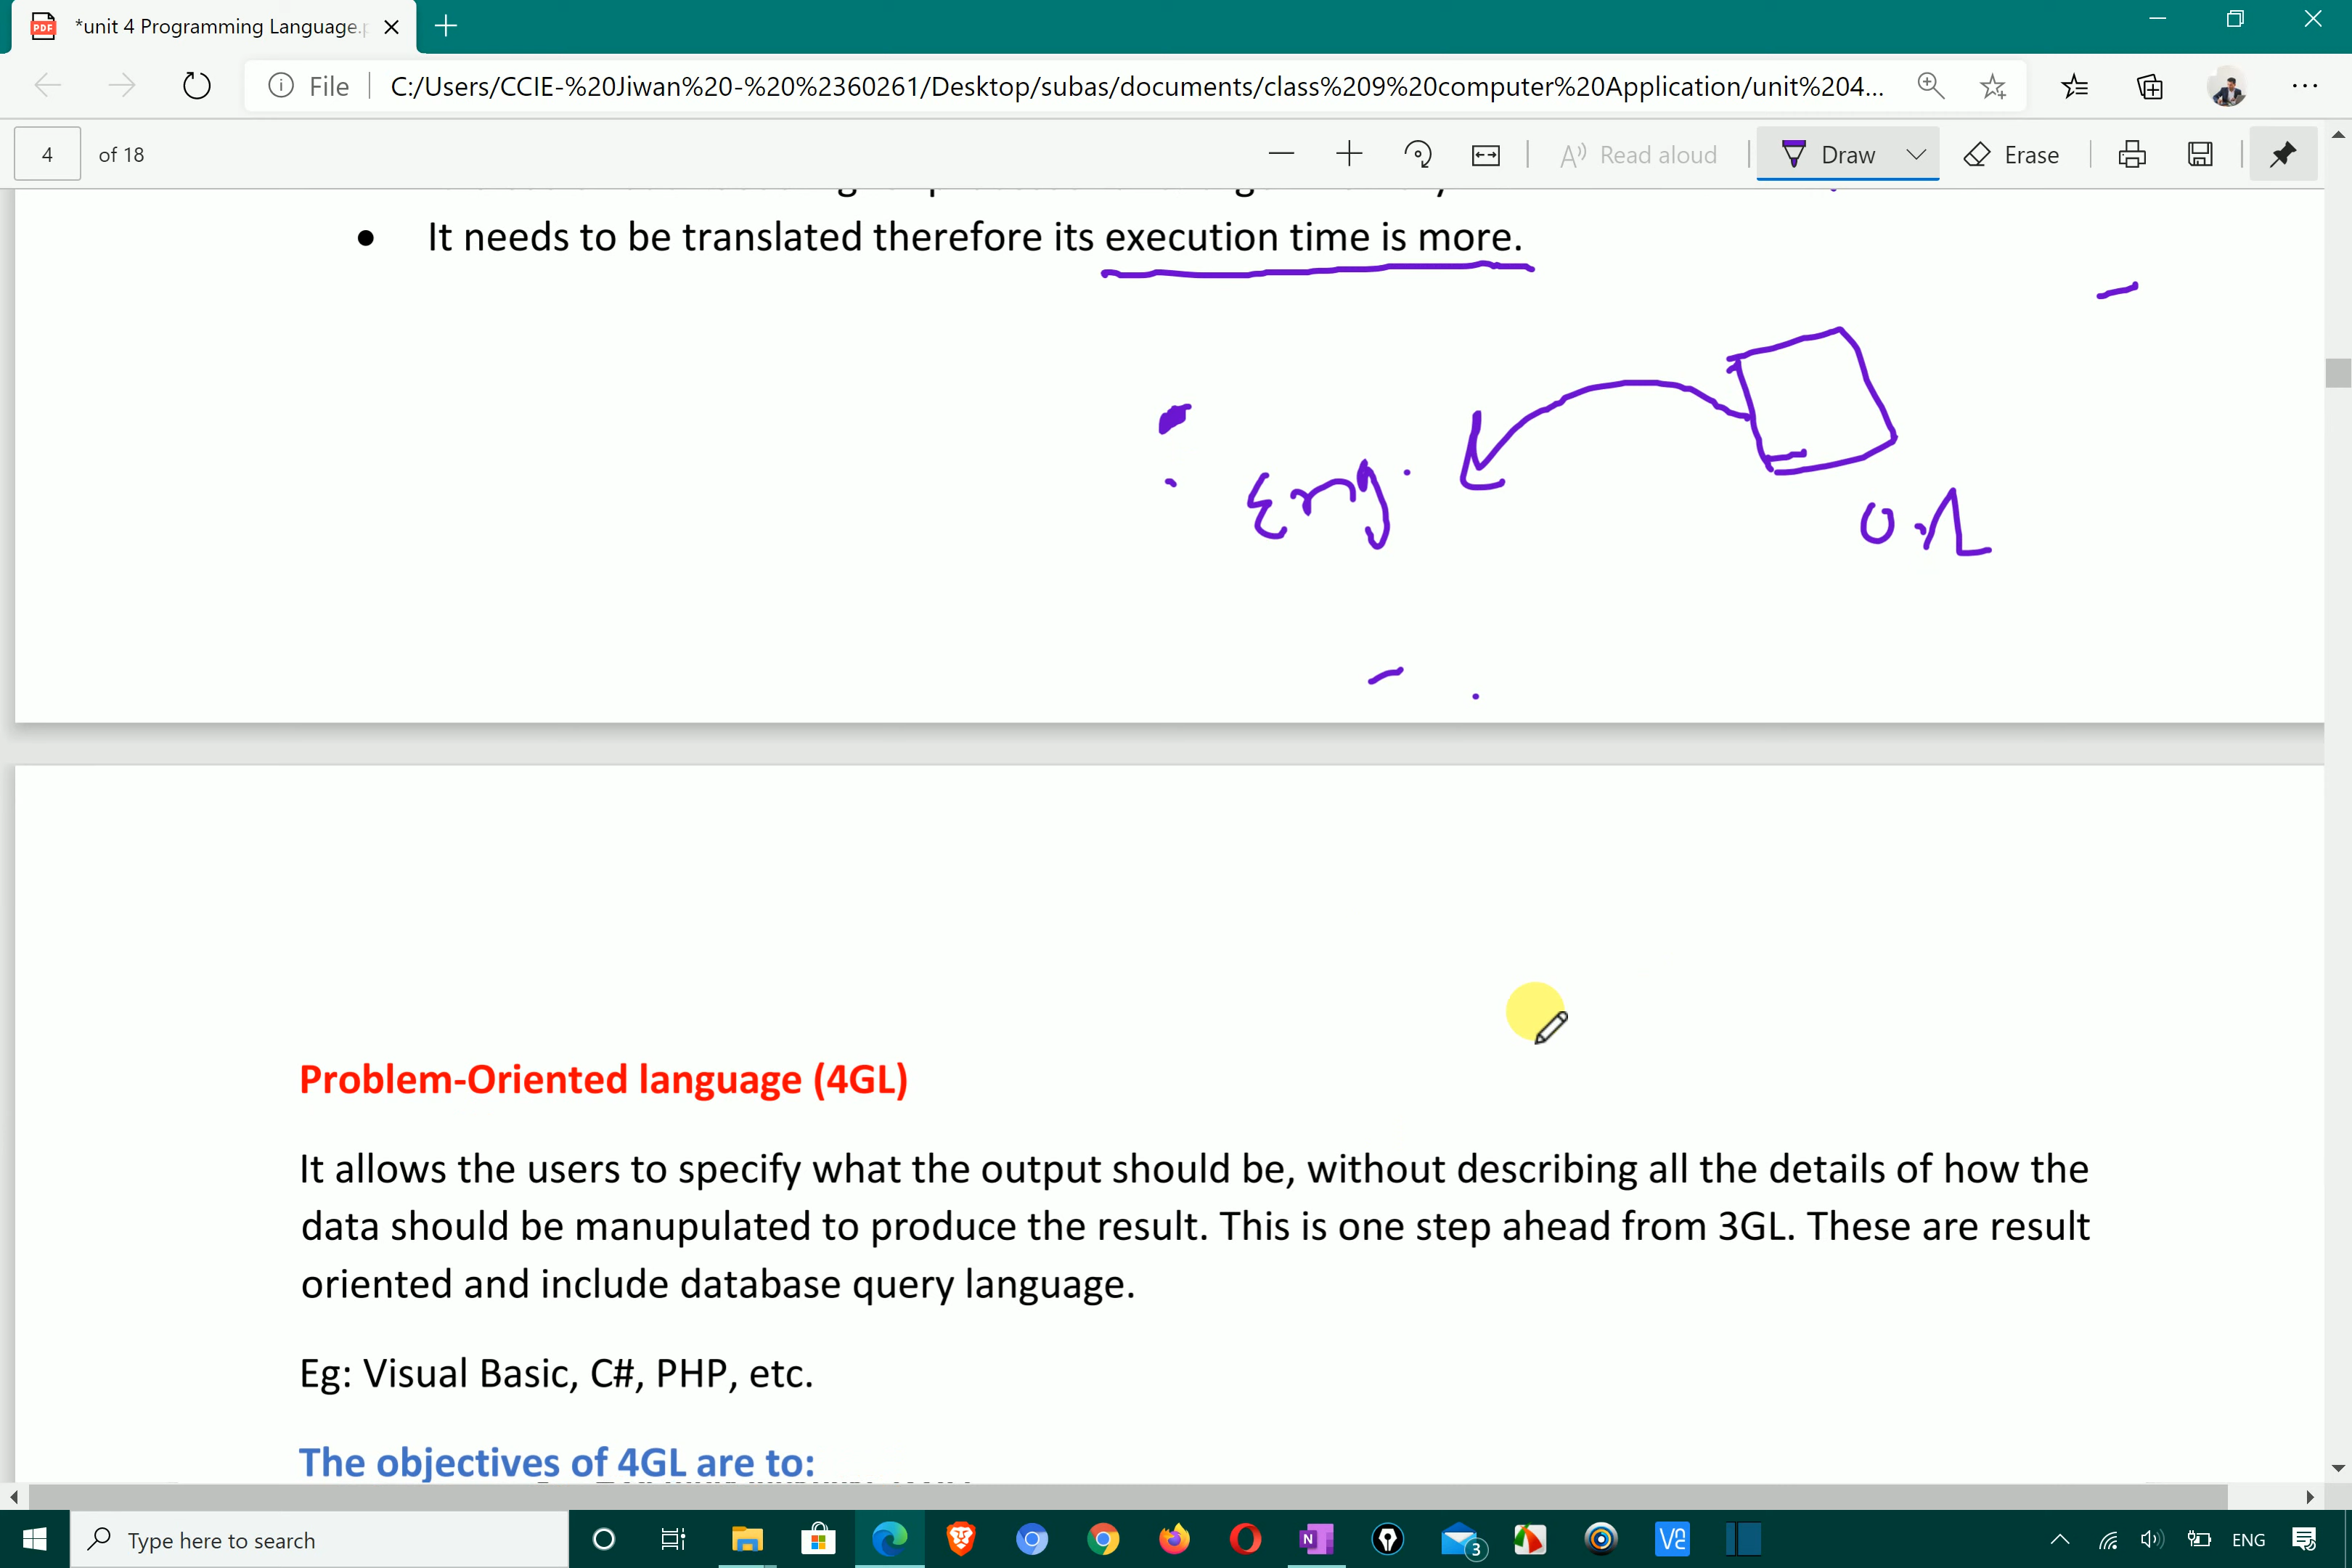 *unit 4 Programming Language.p
File C:/Users/CCIE-%20Jiwan%20-%20%2360261/Desktop/subas/documents/class%209%20computer%20Application/unit%204...
4 of 18 Read aloud Draw Erase
• It needs to be translated therefore its execution time is more.
Eng.
0.1
Problem-Oriented language (4GL)
It allows the users to specify what the output should be, without describing all the details of how the
data should be manupulated to produce the result. This is one step ahead from 3GL. These are result
oriented and include database query language.
Eg: Visual Basic, C#, PHP, etc.
The objectives of 4GL are to:
Type here to search 3 ENG